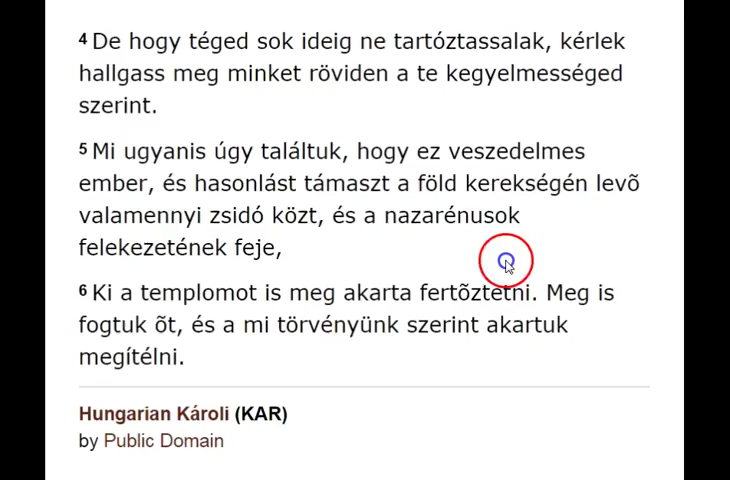 4 De hogy téged sok ideig ne tartóztassalak, kérlek
hallgass meg minket röviden a te kegyelmességed
szerint.
5 Mi ugyanis úgy találtuk, hogy ez veszedelmes
ember, és hasonlást támaszt a föld kerekségén levõ
valamennyi zsidó közt, és a nazarénusok
felekezetének feje,
6 Ki a templomot is meg akarta fertõztetni. Meg is
fogtuk õt, és a mi törvényünk szerint akartuk
megítélni.
Hungarian Károli (KAR)
by Public Domain